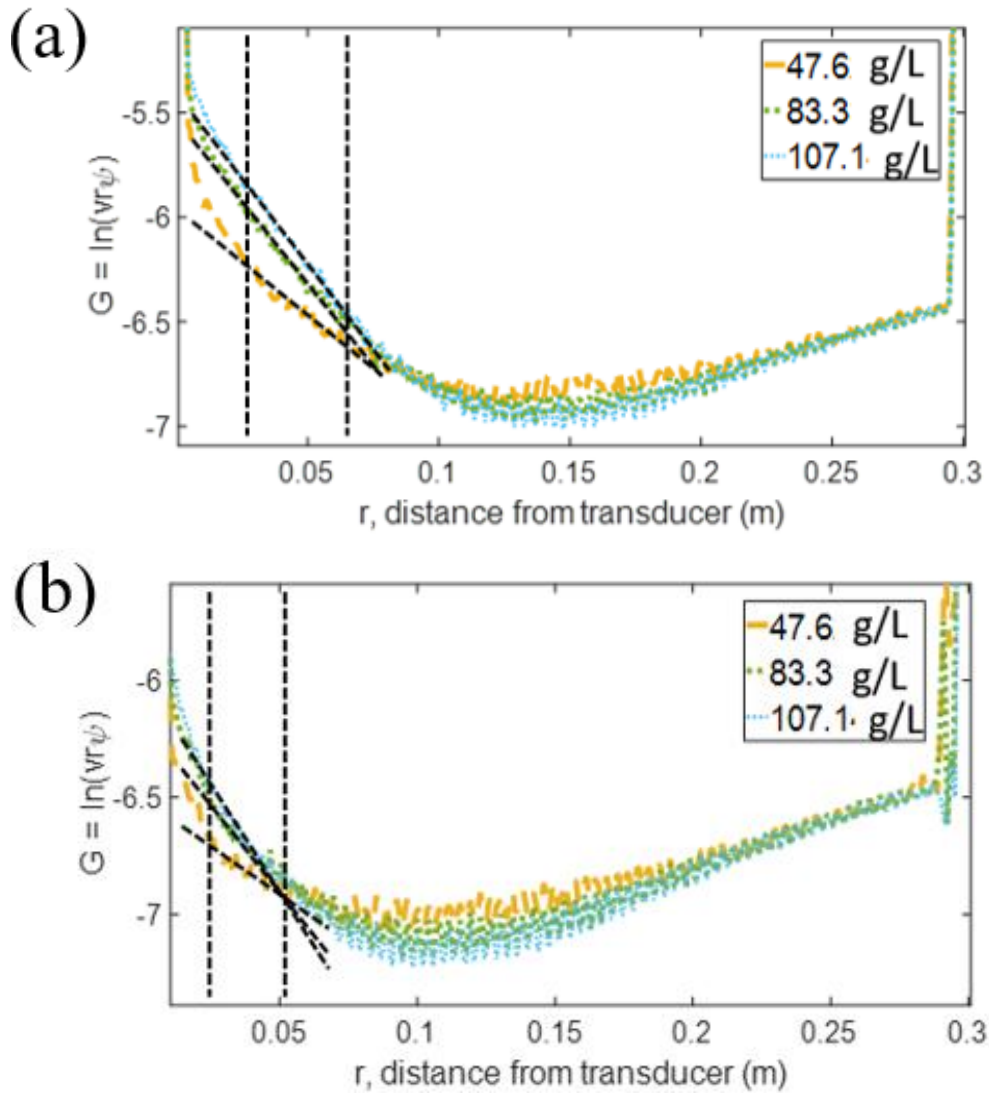 (a)
47.6 g/L
83.3 g/L
107.1 g/L
-5.5
-6
-6.5
-7
G = ln(vrψ)
0.05
0.1
0.15
0.2
0.25
0.3
r, distance from transducer (m)
(b)
47.6 g/L
83.3 g/L
107.1 g/L
-6
-6.5
-7
G = ln(vrψ)
0.05
0.1
0.15
0.2
0.25
0.3
r, distance from transducer (m)